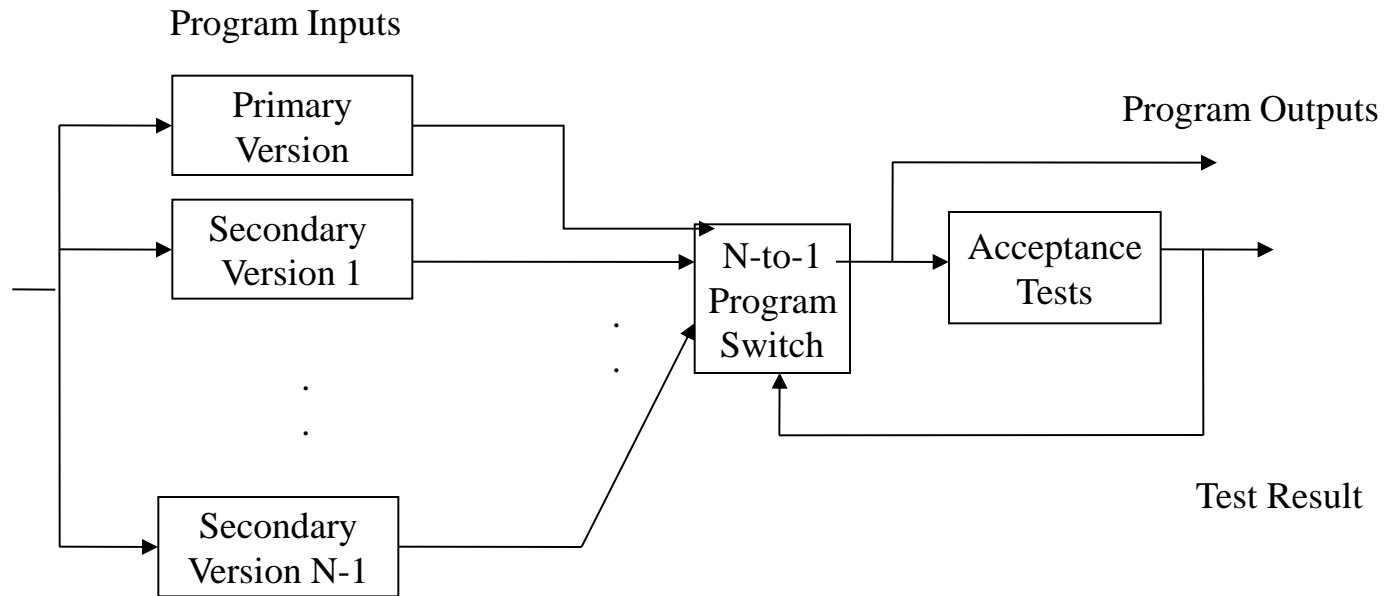 Program Inputs
Primary
Version
Program Outputs
Secondary
Version 1
N-to-1
Program
Switch
Acceptance
Tests
Secondary
Version N-1
Test Result